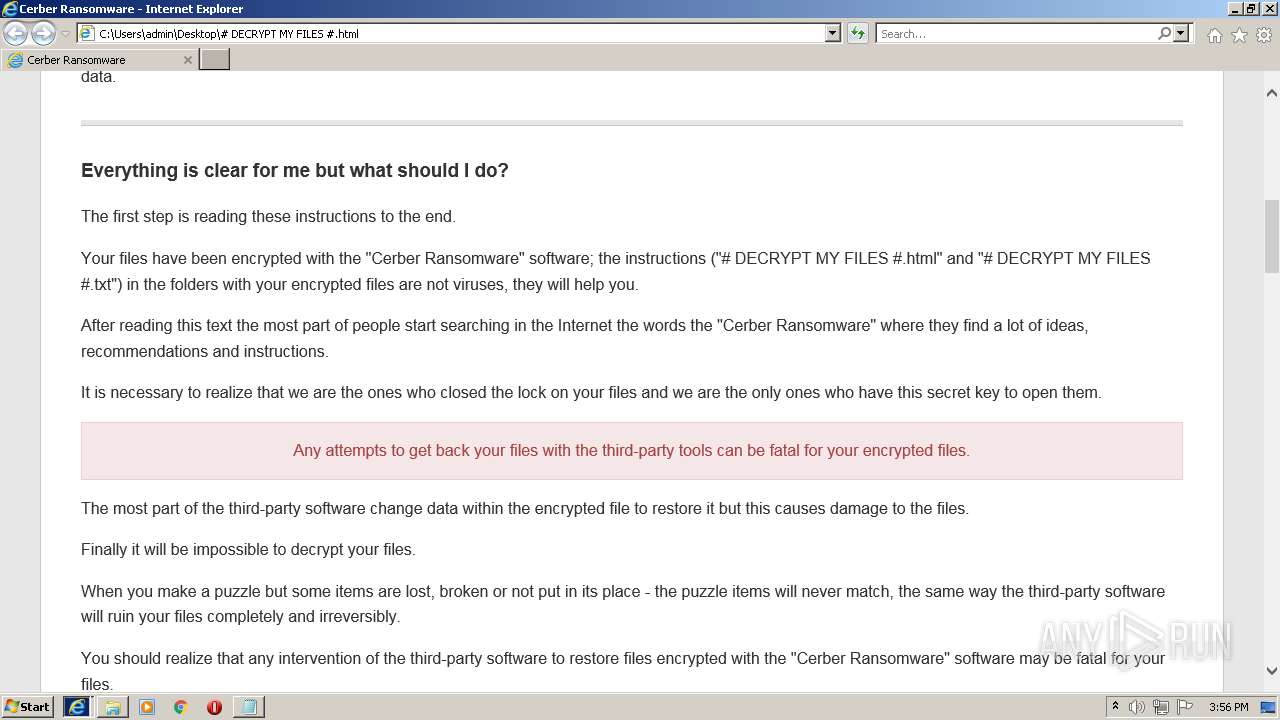 Cerber Ransomware - Internet Explorer
C:\Users\admin\Desktop\# DECRYPT MY FILES #.html
Search...
Cerber Ransomware
data.
Everything is clear for me but what should I do?
The first step is reading these instructions to the end.
Your files have been encrypted with the "Cerber Ransomware" software; the instructions ("# DECRYPT MY FILES #.html" and "# DECRYPT MY FILES
#.txt") in the folders with your encrypted files are not viruses, they will help you.
After reading this text the most part of people start searching in the Internet the words the "Cerber Ransomware" where they find a lot of ideas,
recommendations and instructions.
It is necessary to realize that we are the ones who closed the lock on your files and we are the only ones who have this secret key to open them.
Any attempts to get back your files with the third-party tools can be fatal for your encrypted files.
The most part of the third-party software change data within the encrypted file to restore it but this causes damage to the files.
Finally it will be impossible to decrypt your files.
When you make a puzzle but some items are lost, broken or not put in its place - the puzzle items will never match, the same way the third-party software
will ruin your files completely and irreversibly.
You should realize that any intervention of the third-party software to restore files encrypted with the "Cerber Ransomware" software may be fatal for your
files.
ANY RUN
Start
3:56 PM